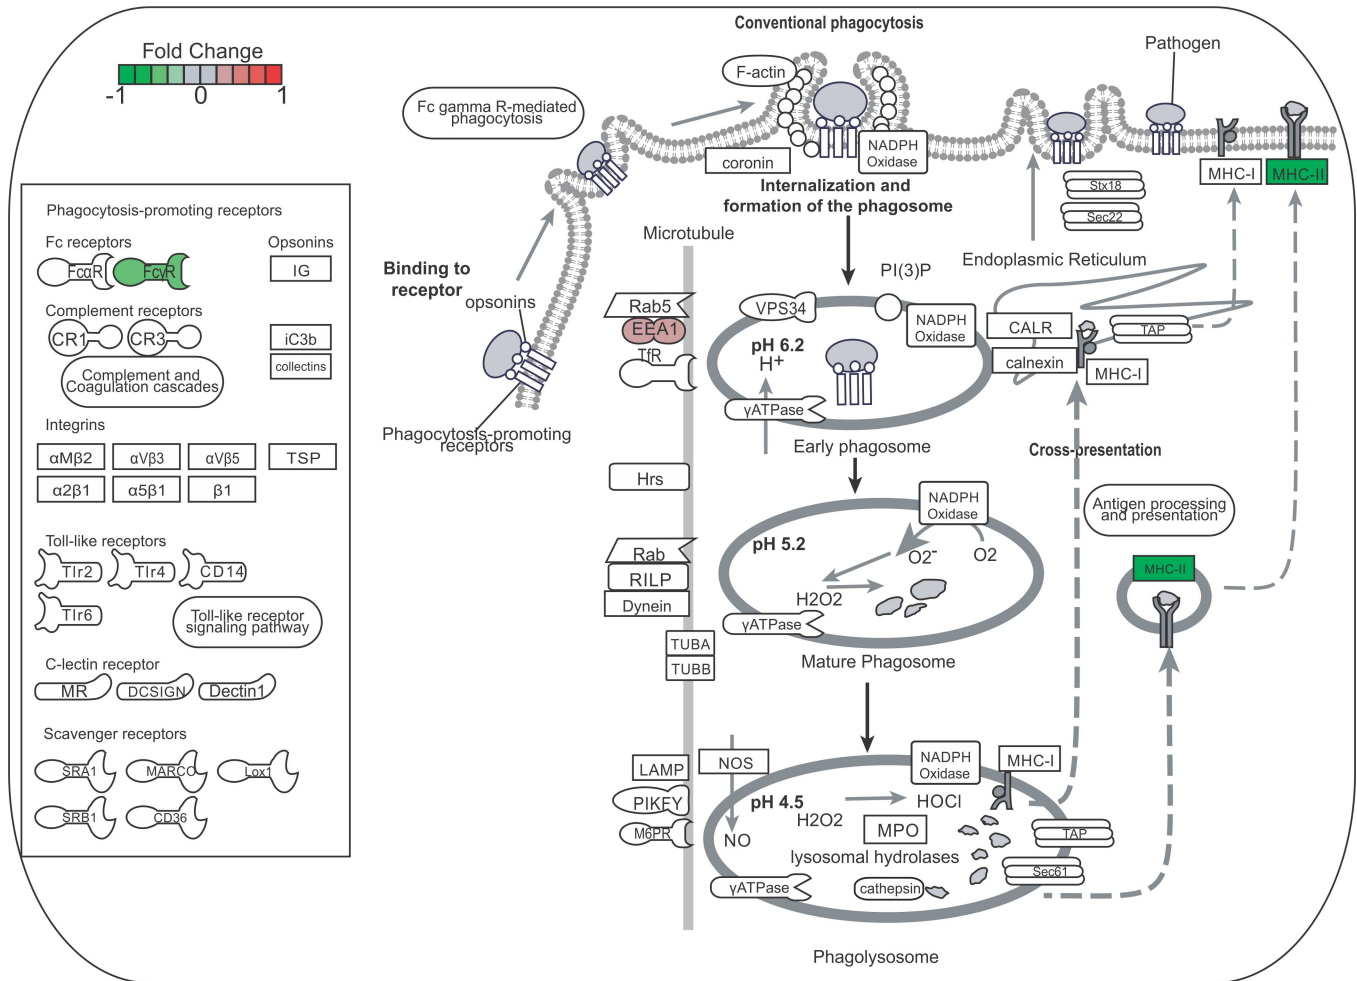 Conventional phagocytosis
Fold Change
-1
0
1
Pathogen
F-actin
Fc gamma R-mediated
phagocytosis
coronin
NADPH
Oxidase
MHC-I
MHC-II
Stx18
Sec22
Internalization and
formation of the phagosome
Phagocytosis-promoting receptors
Fc receptors
Opsonins
FcαR
FcγR
IG
Complement receptors
CR1
CR3
iC3b
collectins
Complement and
Coagulation cascades
Integrins
αMβ2
αVβ3
αVβ5
TSP
α2β1
α5β1
β1
Toll-like receptors
Tlr2
Tlr4
CD14
Tlr6
Toll-like receptor
signaling pathway
C-lectin receptor
MR
DCSIGN
Dectin1
Scavenger receptors
SRA1
MARCO
Lox1
SRB1
CD36
Binding to
receptor
opsonins
Phagocytosis-promoting
receptors
Microtubule
Rab5
EEA1
TfR
Hrs
Rab
RILP
Dynein
TUBA
TUBB
LAMP
PIKFY
M6PR
PI(3)P
VPS34
NADPH
Oxidase
pH 6.2
H+
γATPase
Early phagosome
Endoplasmic Reticulum
CALR
TAP
calnexin
MHC-I
Cross-presentation
Antigen processing
and presentation
MHC-II
NADPH
Oxidase
pH 5.2
O2-
O2
H2O2
γATPase
Mature Phagosome
NOS
NADPH
Oxidase
MHC-I
pH 4.5
H2O2
HOCl
NO
MPO
TAP
lysosomal hydrolases
Sec61
γATPase
cathepsin
Phagolysosome